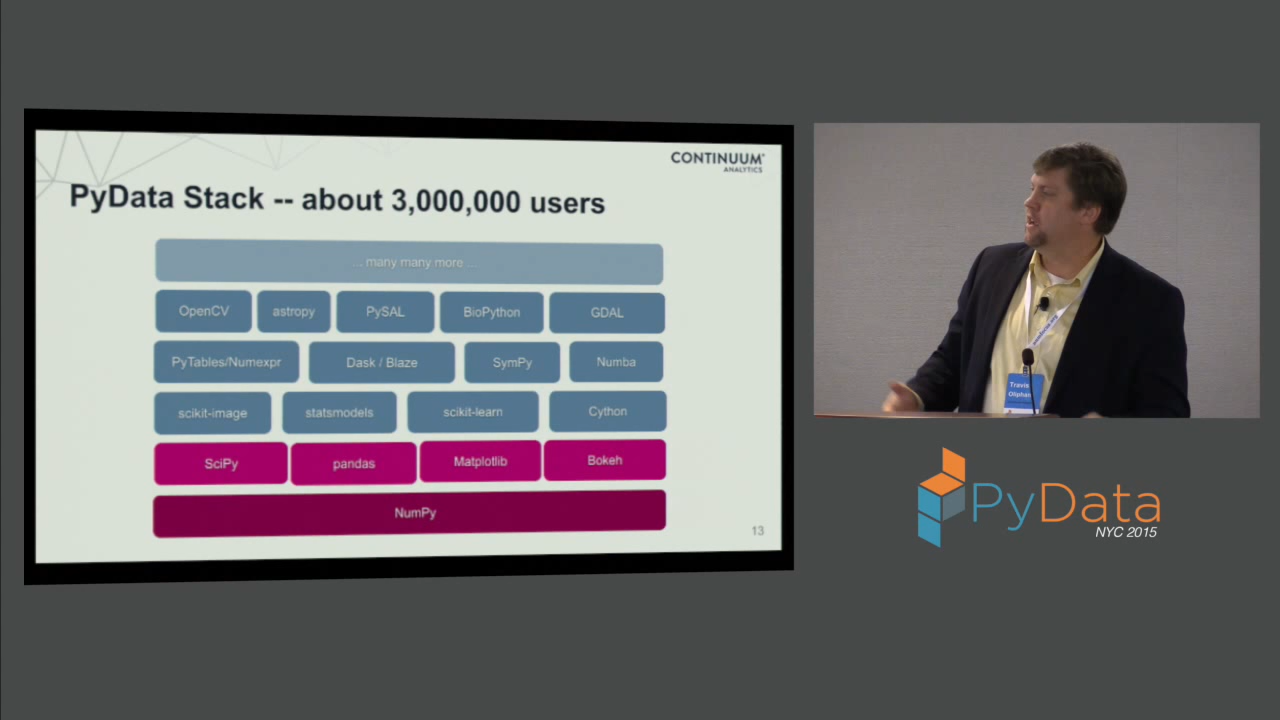 CONTINUUM
ANALYTICS
PyData Stack -- about 3,000,000 users
... many many more ...
OpenCV astropy PySAL BioPython GDAL
PyTables/Numexpr Dask / Blaze SymPy Numba
scikit-image statsmodels scikit-learn Cython
SciPy pandas Matplotlib Bokeh
NumPy
13
Travis
Oliphant
PyData
NYC 2015